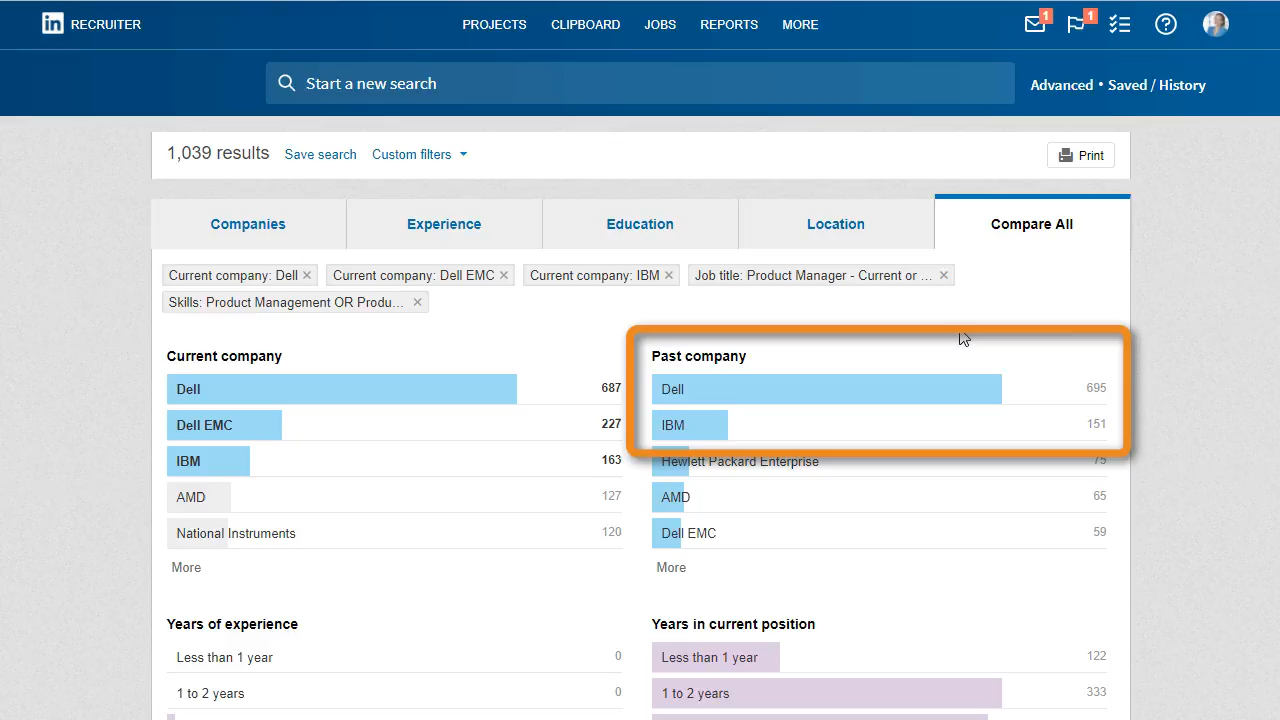 in RECRUITER PROJECTS CLIPBOARD JOBS REPORTS MORE 1 1
Start a new search Advanced • Saved / History
1,039 results Save search Custom filters Print
Companies Experience Education Location Compare All
Current company: Dell × Current company: Dell EMC × Current company: IBM × Job title: Product Manager - Current or ... ×
Skills: Product Management OR Produ... ×
Current company
Dell 687
Dell EMC 227
IBM 163
AMD 127
National Instruments 120
More
Past company
Dell 695
IBM 151
Hewlett Packard Enterprise 75
AMD 65
Dell EMC 59
More
Years of experience
Less than 1 year 0
1 to 2 years 0
Years in current position
Less than 1 year 122
1 to 2 years 333